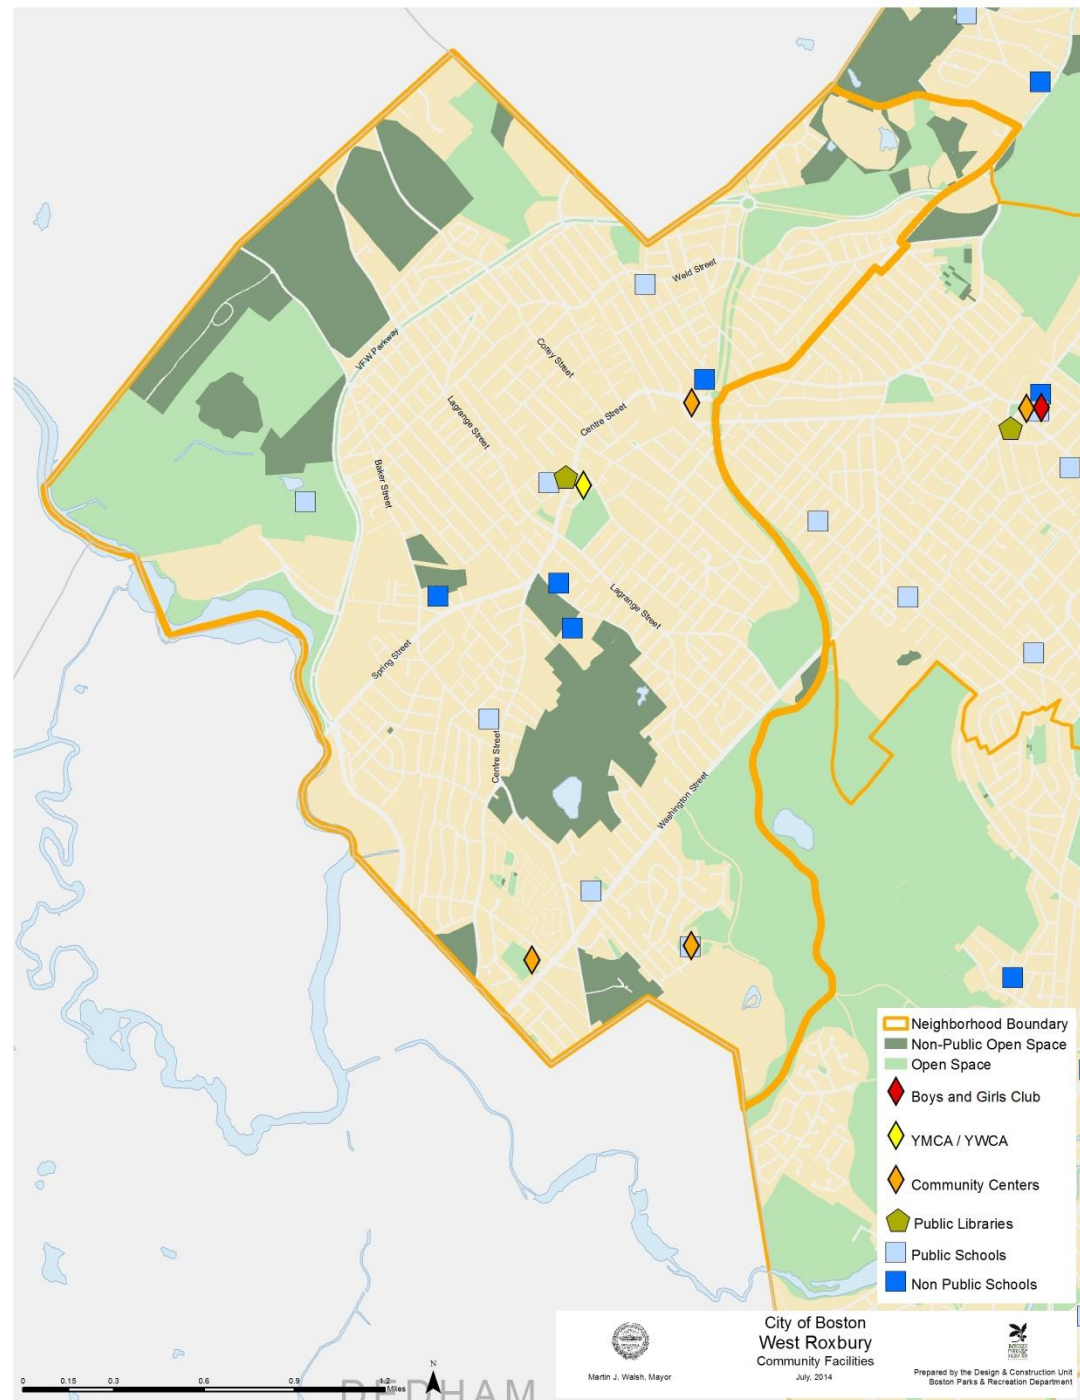 Weld Street
VFW Parkway
Corey Street
Lagrange Street
Centre Street
Baker Street
Lagrange Street
Spring Street
Centre Street
Washington Street
Neighborhood Boundary
Non-Public Open Space
Open Space
Boys and Girls Club
YMCA / YWCA
Community Centers
Public Libraries
Public Schools
Non Public Schools
City of Boston
West Roxbury
Community Facilities
Martin J. Walsh, Mayor
July, 2014
Prepared by the Design & Construction Unit
Boston Parks & Recreation Department
0 0.15 0.3 0.6 0.9 1.2
Miles
N
DEDHAM